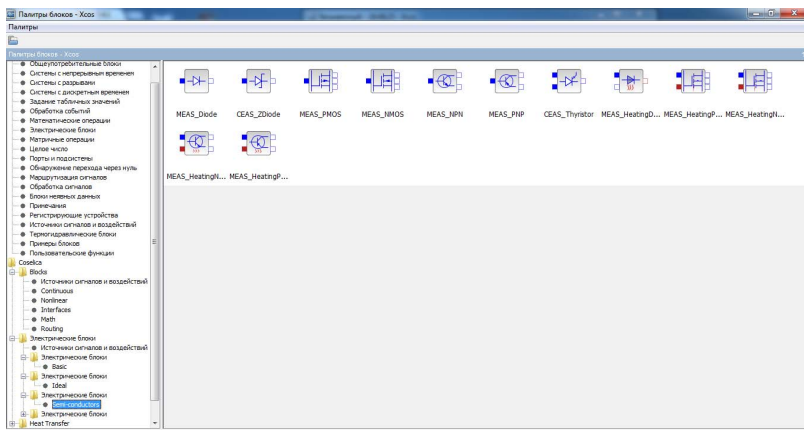 Палитры блоков - Xcos
Палитры
Палитры блоков - Xcos
Общеупотребительные блоки
Системы с непрерывным временем
Системы с разрывами
Системы с дискретным временем
Задание табличных значений
Обработка событий
Математические операции
Электрические блоки
Матричные операции
Целое число
Порты и подсистемы
Обнаружение перехода через нуль
Маршрутизация сигналов
Обработка сигналов
Блоки неявных данных
Примечания
Регистрирующие устройства
Источники сигналов и воздействий
Термогидравлические блоки
Примеры блоков
Пользовательские функции
Coselica
Blocks
Источники сигналов и воздействий
Continuous
Nonlinear
Interfaces
Math
Routing
Электрические блоки
Источники сигналов и воздействий
Электрические блоки
Basic
Электрические блоки
Ideal
Электрические блоки
Semi-conductors
Электрические блоки
Heat Transfer
MEAS_Diode CEAS_ZDiode MEAS_PMOS MEAS_NMOS MEAS_NPN MEAS_PNP CEAS_Thyristor MEAS_HeatingD... MEAS_HeatingP... MEAS_HeatingN...
MEAS_HeatingN... MEAS_HeatingP...